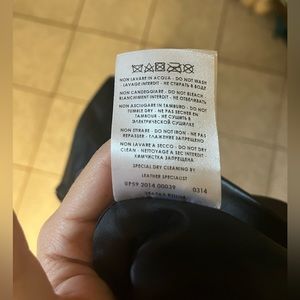 NON LAVARE IN ACQUA - DO NOT WASH
LAVAGE INTERDIT - НЕ СТИРАТЬ В ВОДЕ
NON CANDEGGIARE - DO NOT BLEACH
BLANCHIMENT INTERDIT - НЕ ОТБЕЛИВАТЬ
NON ASCIUGARE IN TAMBURO - DO NOT
TUMBLE DRY - NE PAS SECHER EN
TAMBOUR - НЕ СУШИТЬ В
ЭЛЕКТРИЧЕСКОЙ СУШИЛКЕ
NON STIRARE - DO NOT IRON - NE PAS
REPASSER - ГЛАЖЕНИЕ ЗАПРЕЩЕНО
NON LAVARE A SECCO - DO NOT DRY
CLEAN - NETTOYAGE A SEC INTERDIT -
ХИМЧИСТКА ЗАПРЕЩЕНА
SPECIAL DRY CLEANING BY
LEATHER SPECIALIST
2014 00039 0314